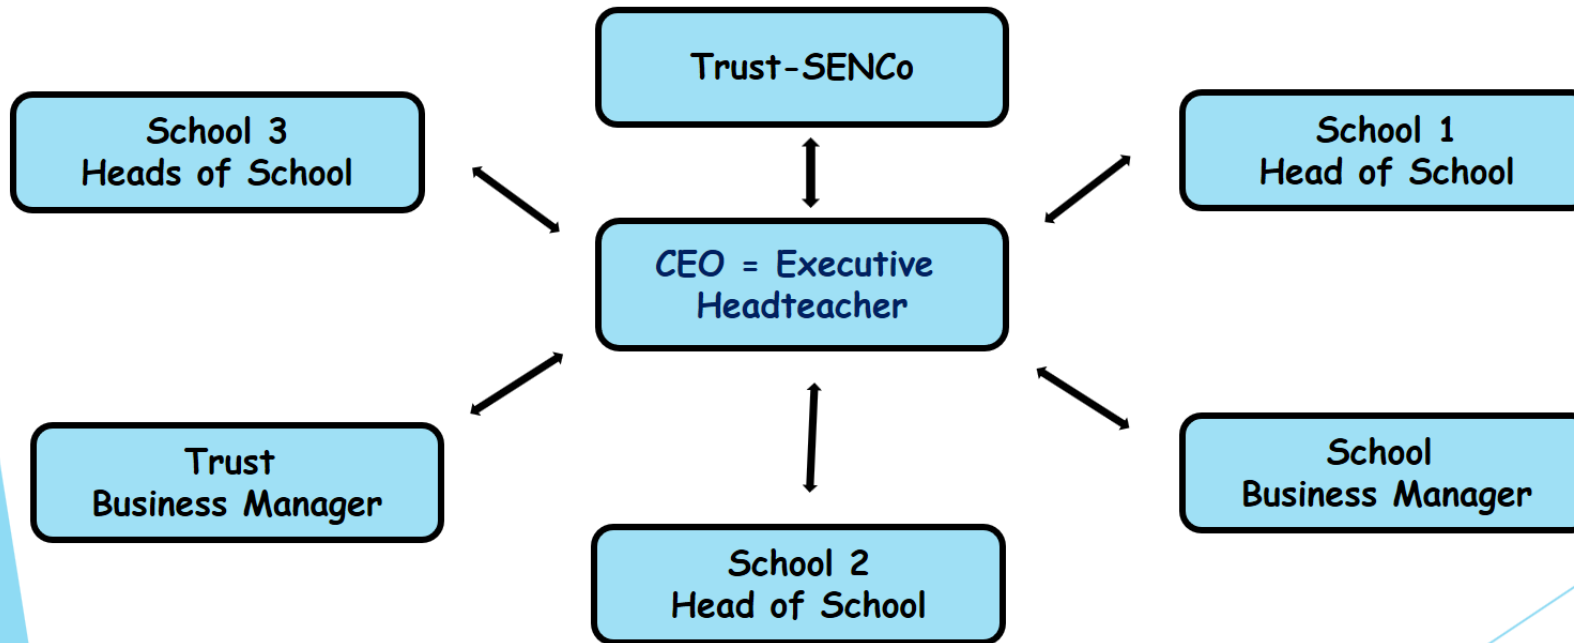 Trust-SENCo
School 3
Heads of School
School 1
Head of School
CEO = Executive
Headteacher
Trust
Business Manager
School
Business Manager
School 2
Head of School